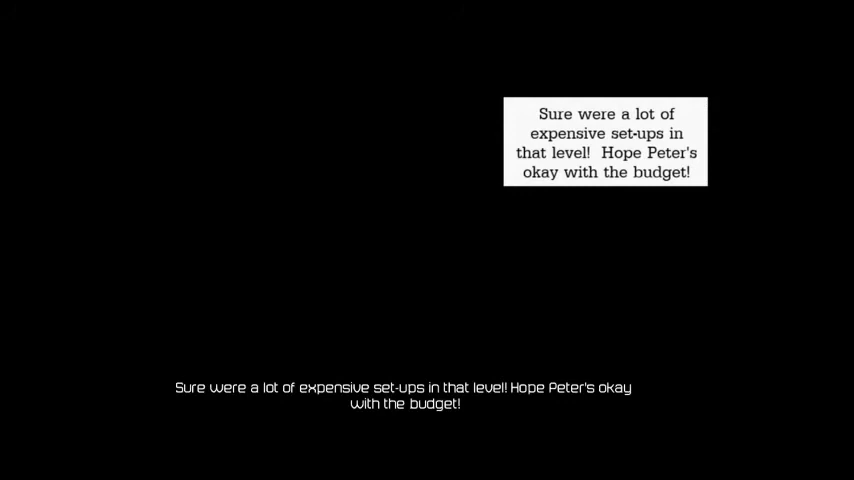 Sure were a lot of
expensive set-ups in
that level! Hope Peter's
okay with the budget!
Sure were a lot of expensive set-ups in that level! Hope Peter's okay
with the budget!